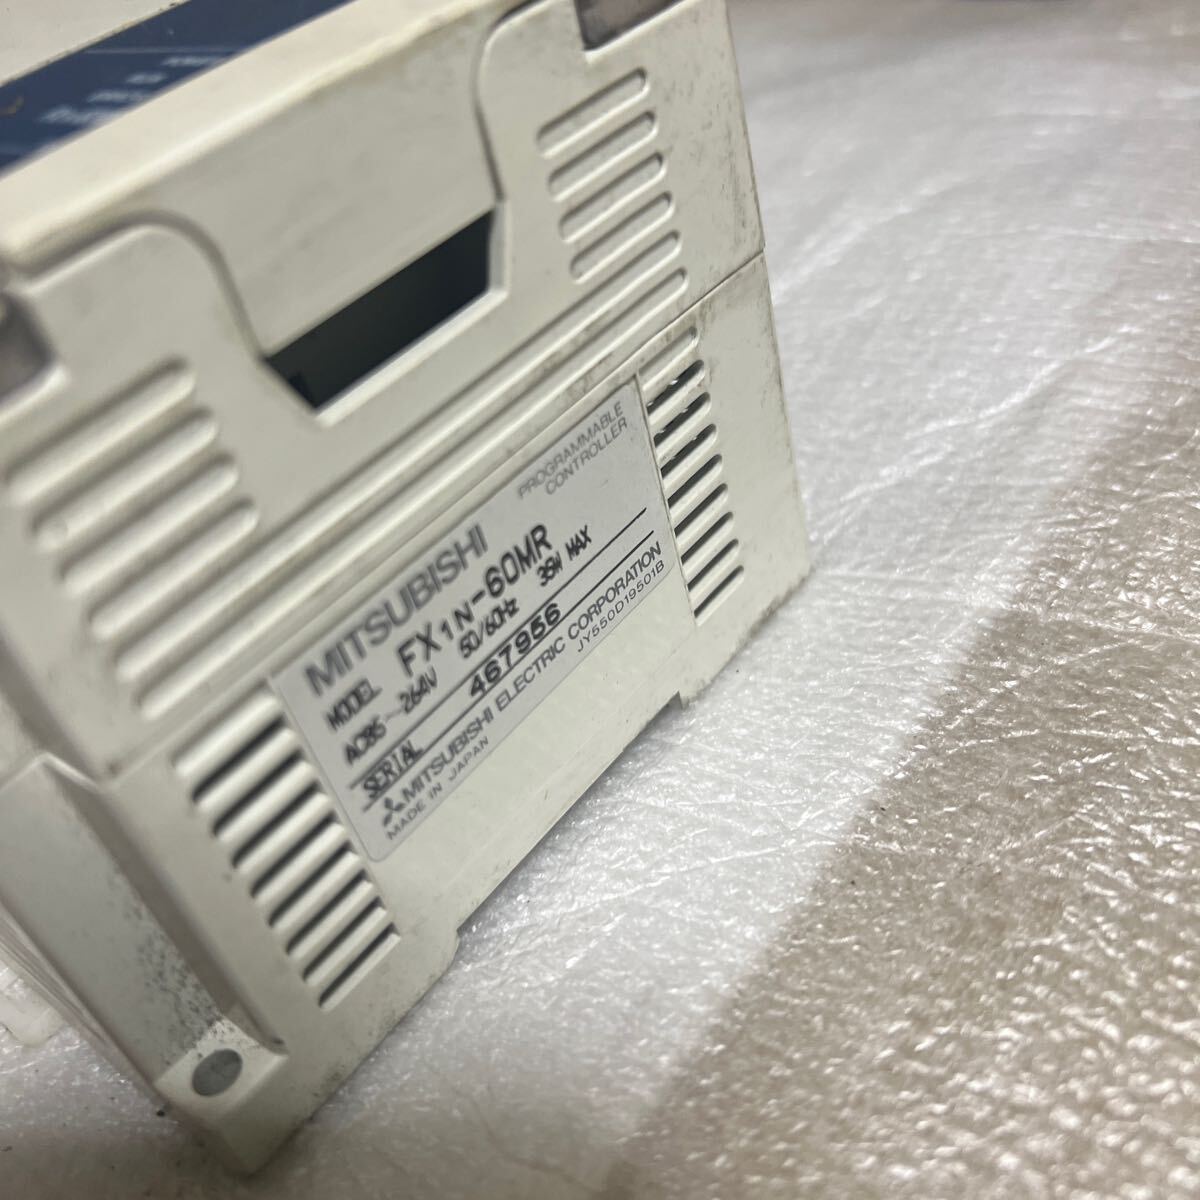 MITSUBISHI
PROGRAMMABLE
CONTROLLER
MODEL FX1N-60MR
AC85-264V 50/60Hz 35W MAX
SERIAL 467956
MITSUBISHI ELECTRIC CORPORATION
MADE IN JAPAN JY550D19501B